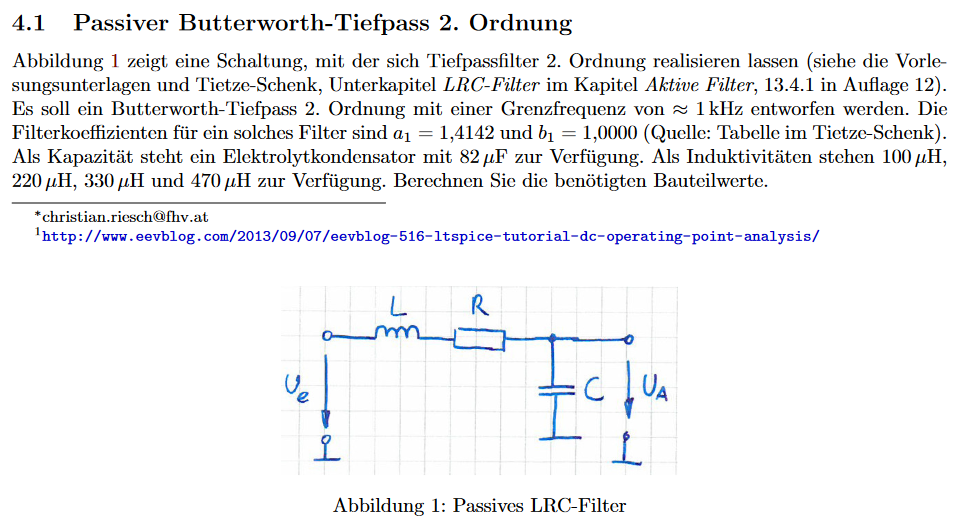 4.1 Passiver Butterworth-Tiefpass 2. Ordnung
Abbildung 1 zeigt eine Schaltung, mit der sich Tiefpassfilter 2. Ordnung realisieren lassen (siehe die Vorle-
sungsunterlagen und Tietze-Schenk, Unterkapitel LRC-Filter im Kapitel Aktive Filter, 13.4.1 in Auflage 12).
Es soll ein Butterworth-Tiefpass 2. Ordnung mit einer Grenzfrequenz von ≈ 1 kHz entworfen werden. Die
Filterkoeffizienten für ein solches Filter sind a₁ = 1,4142 und b₁ = 1,0000 (Quelle: Tabelle im Tietze-Schenk).
Als Kapazität steht ein Elektrolytkondensator mit 82 µF zur Verfügung. Als Induktivitäten stehen 100 µH,
220 µH, 330 µH und 470 µH zur Verfügung. Berechnen Sie die benötigten Bauteilwerte.
*christian.riesch@fhv.at
¹http://www.eevblog.com/2013/09/07/eevblog-516-ltspice-tutorial-dc-operating-point-analysis/
L R
Ue C UA
Abbildung 1: Passives LRC-Filter